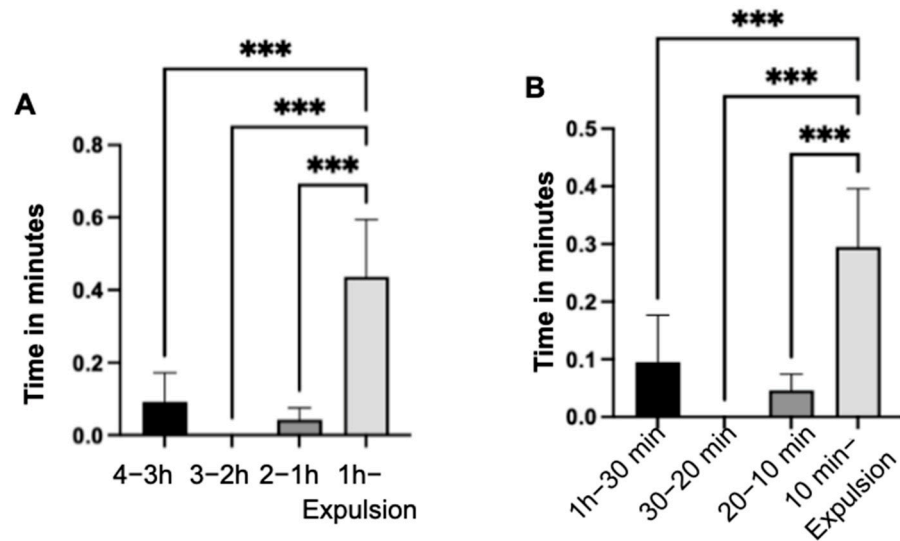 A
***
***
***
Time in minutes
0.8
0.6
0.4
0.2
0.0
4−3h
3−2h
2−1h
1h−
Expulsion
B
***
***
***
Time in minutes
0.5
0.4
0.3
0.2
0.1
0.0
1h−30 min
30−20 min
20−10 min
10 min−
Expulsion